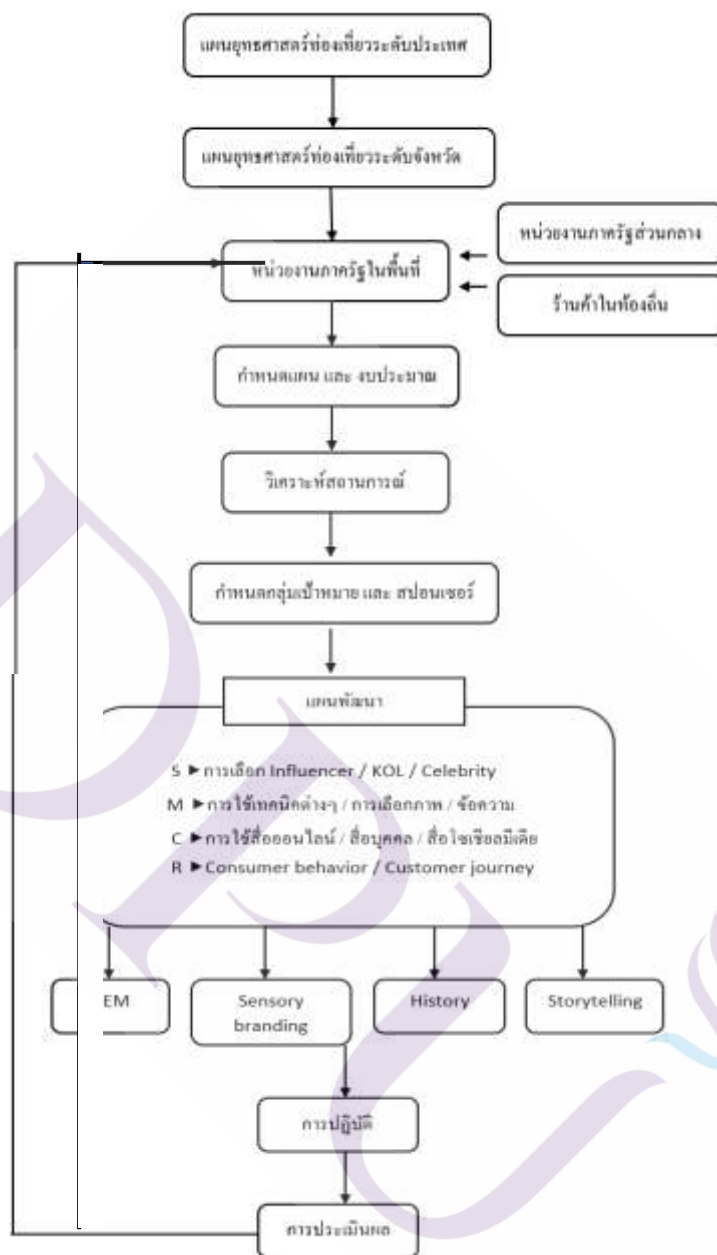 แผนยุทธศาสตร์ท่องเที่ยวระดับประเทศ
แผนยุทธศาสตร์ท่องเที่ยวระดับจังหวัด
หน่วยงานภาครัฐส่วนกลาง
หน่วยงานภาครัฐในพื้นที่
ร้านค้าในท้องถิ่น
กำหนดแผน และ งบประมาณ
วิเคราะห์สถานการณ์
กำหนดกลุ่มเป้าหมาย และ สปอนเซอร์
แผนพัฒนา
S ►การเลือก Influencer / KOL / Celebrity
M ►การใช้เทคนิคต่างๆ / การเลือกภาพ / ข้อความ
C ►การใช้สื่อออนไลน์ / สื่อบุคคล / สื่อโซเชียลมีเดีย
R ►Consumer behavior / Customer journey
EM
Sensory
branding
History
Storytelling
การปฏิบัติ
การประเมินผล